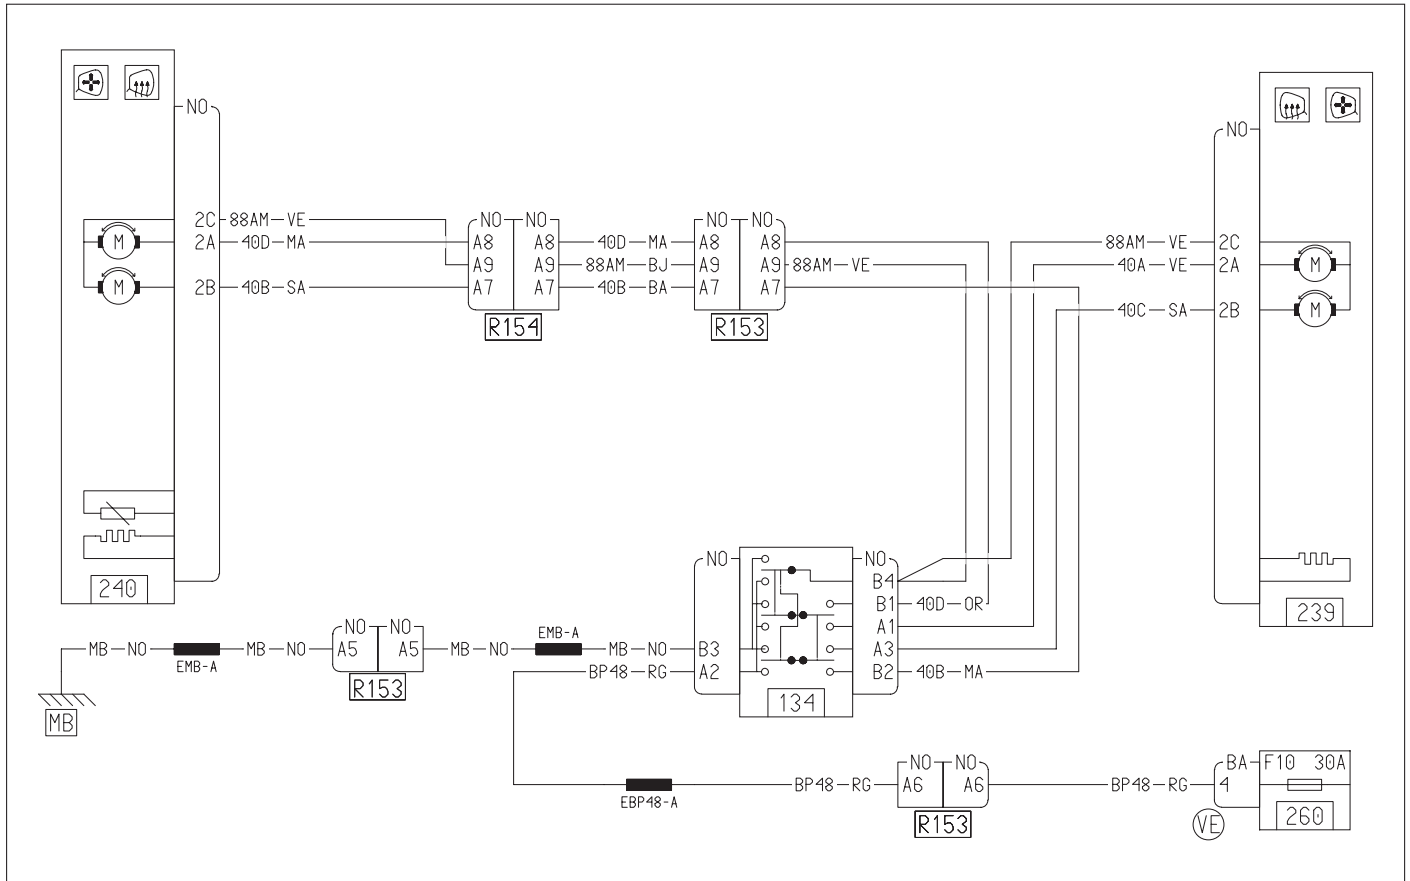 NO
NO
2C 88AM VE NO NO NO NO
2A 40D MA A8 A8 40D MA A8 A8 88AM VE 2C
M A9 A9 88AM BJ A9 A9 88AM VE 40A VE 2A M
2B 40B SA A7 A7 40B BA A7 A7
M 40C SA 2B M
R154 R153
NO NO
240 B4
B1 40D OR 239
NO NO EMB-A A1
MB NO MB NO A5 A5 MB NO MB NO B3 A3
EMB-A BP48 RG A2 B2 40B MA
R153
MB 134
NO NO BA F10 30A
BP48 RG A6 A6 BP48 RG 4
EBP48-A
R153 VE 260